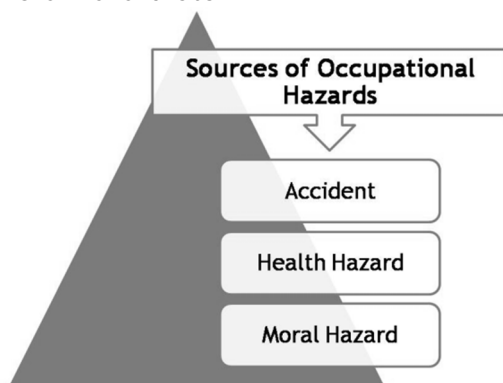 Sources of Occupational
Hazards
Accident
Health Hazard
Moral Hazard